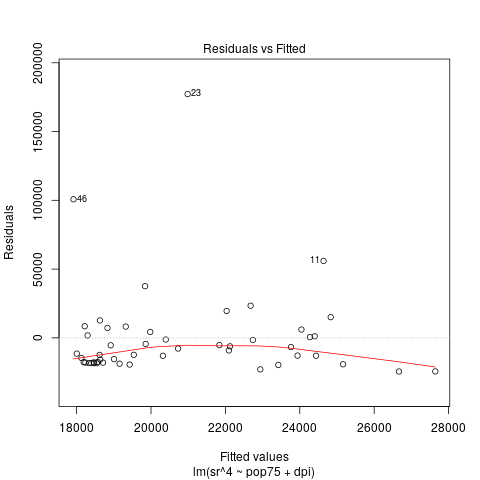 Residuals vs Fitted
200000
150000
100000
50000
0
Residuals
23
46
11
18000 20000 22000 24000 26000 28000
Fitted values
lm(sr^4 ~ pop75 + dpi)